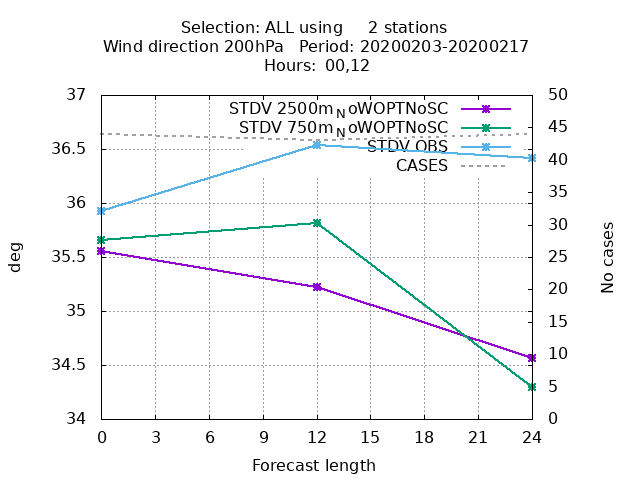 Selection: ALL using     2 stations
Wind direction 200hPa   Period: 20200203-20200217
Hours: 00,12
STDV 2500m_NoWOPTNoSC
STDV 750m_NoWOPTNoSC
STDV OBS
CASES
37
36.5
36
35.5
35
34.5
34
50
45
40
35
30
25
20
15
10
5
0
deg
No cases
0 3 6 9 12 15 18 21 24
Forecast length